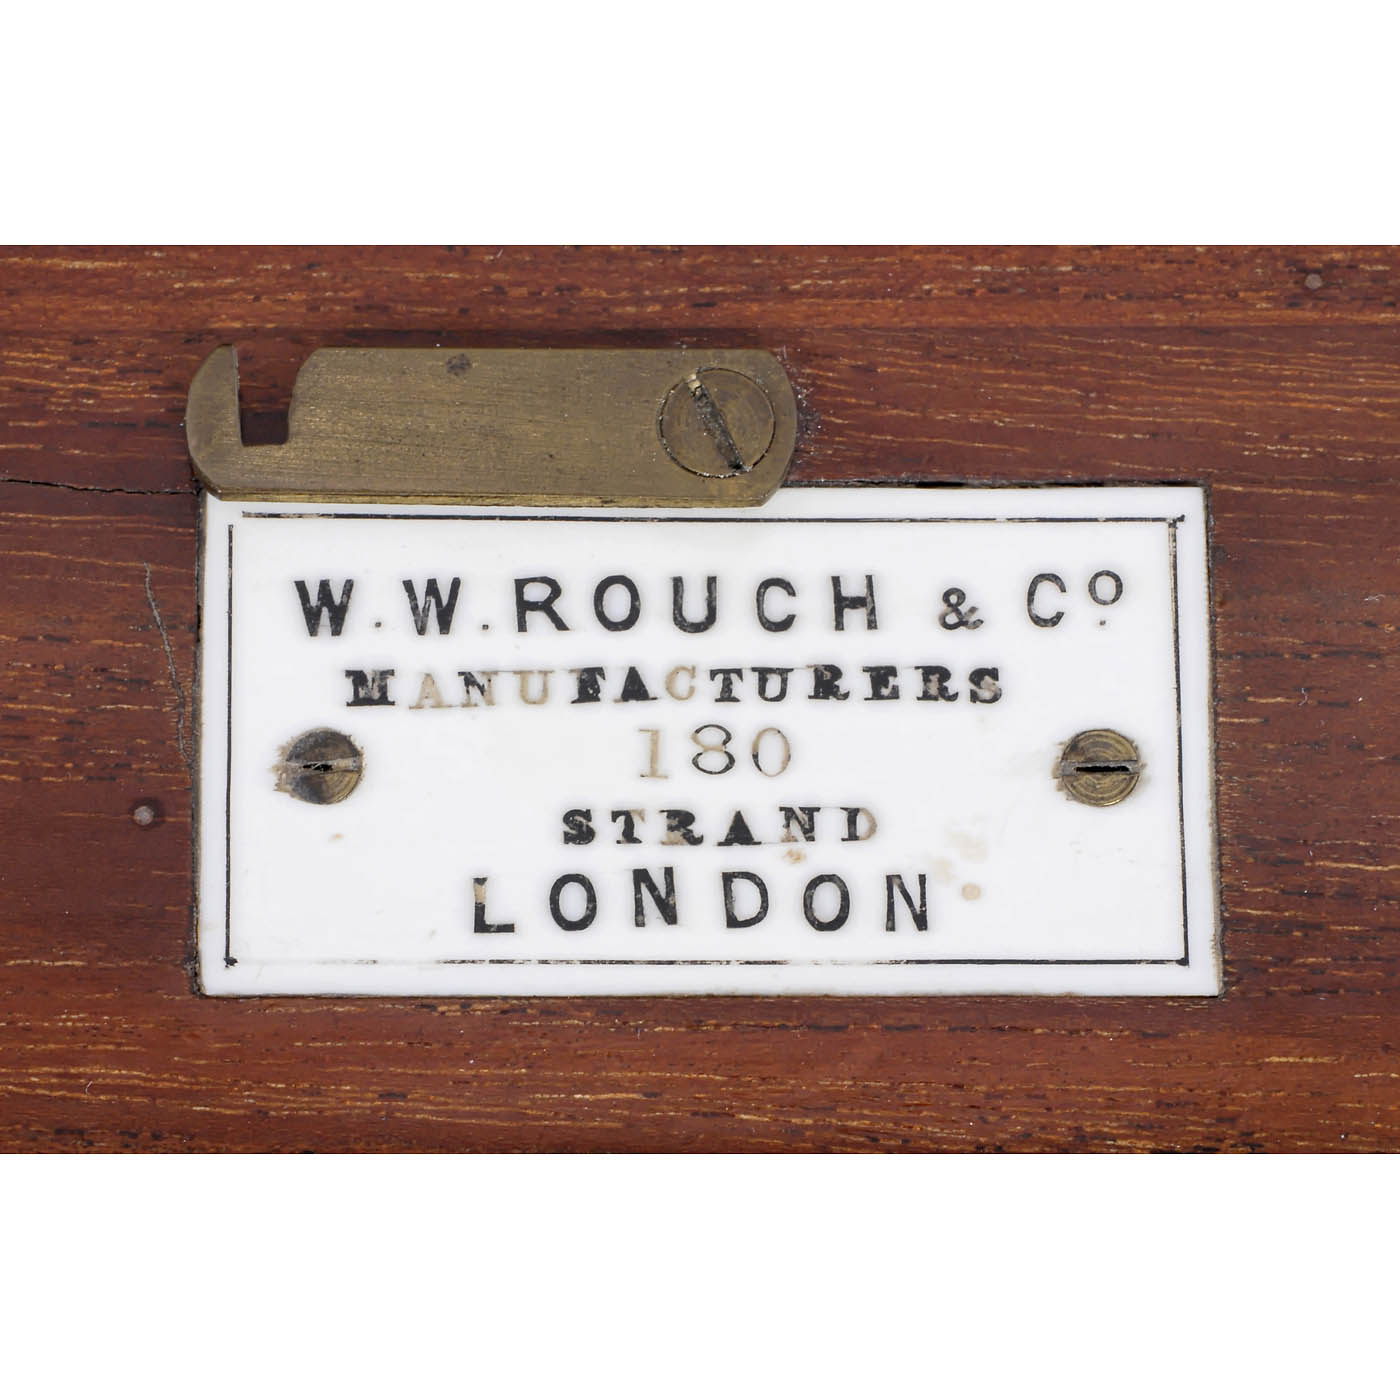 W.W.ROUCH & Cº.
MANUFACTURERS
180
STRAND
LONDON